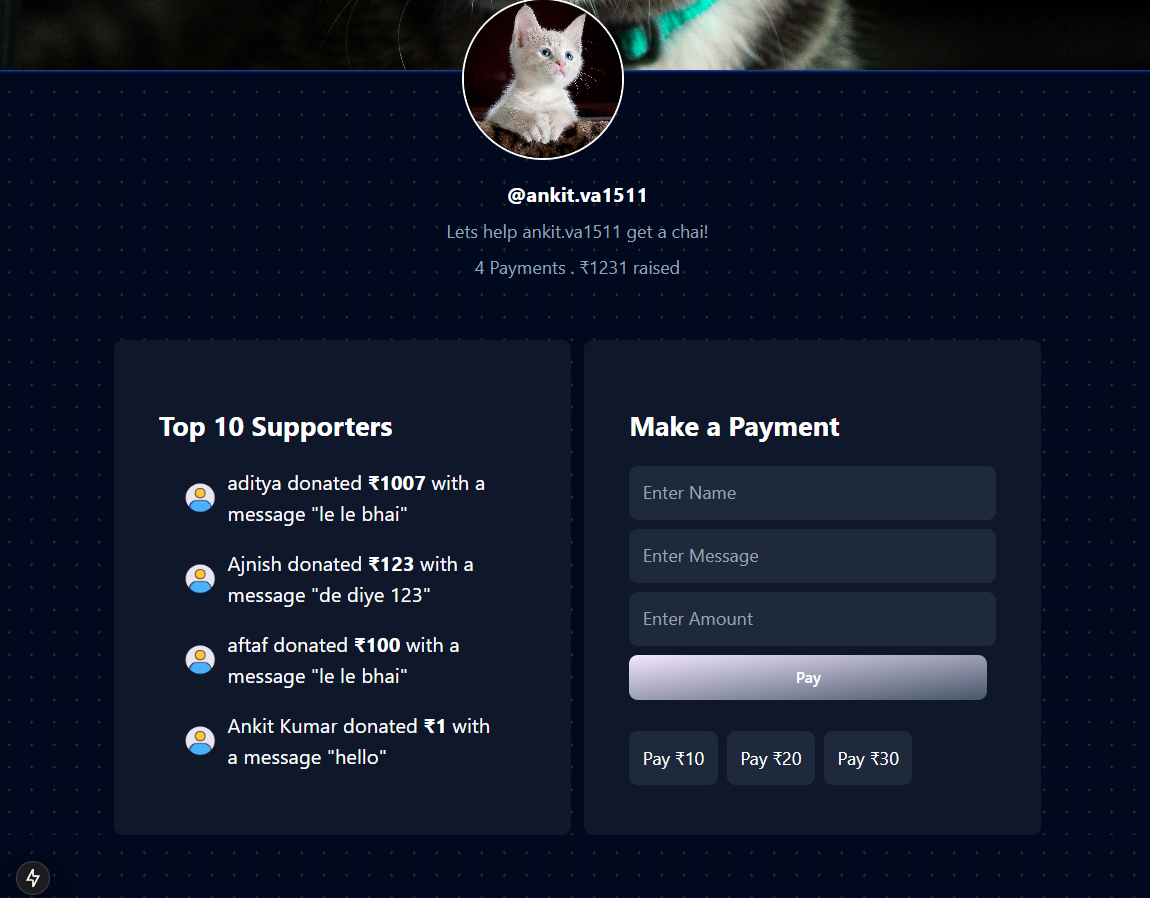 @ankit.va1511
Lets help ankit.va1511 get a chai!
4 Payments . ₹1231 raised
Top 10 Supporters
aditya donated ₹1007 with a
message "le le bhai"
Ajnish donated ₹123 with a
message "de diye 123"
aftaf donated ₹100 with a
message "le le bhai"
Ankit Kumar donated ₹1 with
a message "hello"
Make a Payment
Enter Name
Enter Message
Enter Amount
Pay
Pay ₹10 Pay ₹20 Pay ₹30